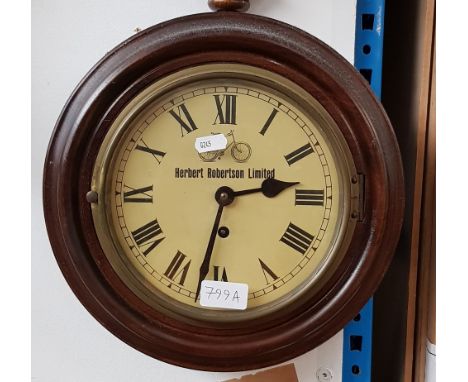 XII
I
II
III
IIII
V
VI
VII
VIII
IX
X
XI
Herbert Robertson Limited
799A